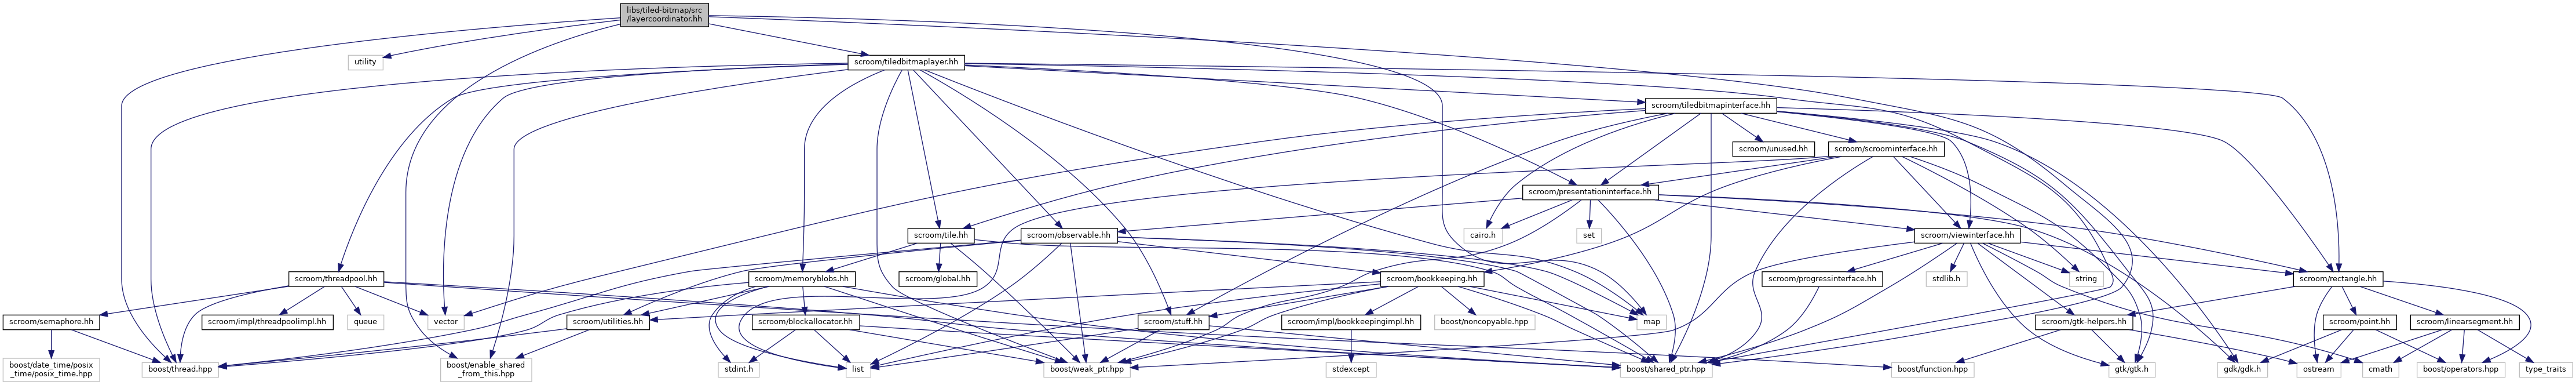 libs/tiled-bitmap/src
/layercoordinator.hh
utility
scroom/tiledbitmaplayer.hh
scroom/tiledbitmapinterface.hh
scroom/unused.hh
scroom/scroominterface.hh
scroom/presentationinterface.hh
scroom/tile.hh
scroom/observable.hh
cairo.h
set
scroom/viewinterface.hh
scroom/threadpool.hh
scroom/memoryblobs.hh
scroom/global.hh
scroom/bookkeeping.hh
scroom/progressinterface.hh
stdlib.h
string
scroom/rectangle.hh
scroom/semaphore.hh
scroom/impl/threadpoolimpl.hh
queue
vector
scroom/utilities.hh
scroom/blockallocator.hh
scroom/stuff.hh
scroom/impl/bookkeepingimpl.hh
boost/noncopyable.hpp
map
scroom/gtk-helpers.hh
scroom/point.hh
scroom/linearsegment.hh
boost/date_time/posix
_time/posix_time.hpp
boost/thread.hpp
boost/enable_shared
_from_this.hpp
stdint.h
list
boost/weak_ptr.hpp
stdexcept
boost/shared_ptr.hpp
boost/function.hpp
gtk/gtk.h
gdk/gdk.h
ostream
cmath
boost/operators.hpp
type_traits